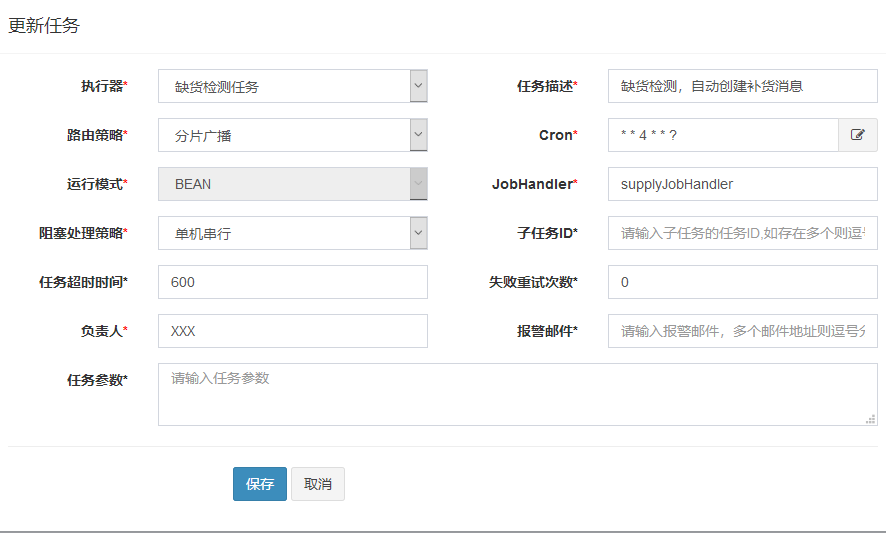 更新任务
执行器* 缺货检测任务 任务描述* 缺货检测，自动创建补货消息
路由策略* 分片广播 Cron* * * 4 * * ?
运行模式* BEAN JobHandler* supplyJobHandler
阻塞处理策略* 单机串行 子任务ID* 请输入子任务的任务ID,如存在多个则逗
任务超时时间* 600 失败重试次数* 0
负责人* XXX 报警邮件* 请输入报警邮件，多个邮件地址则逗号分
任务参数* 请输入任务参数
保存 取消